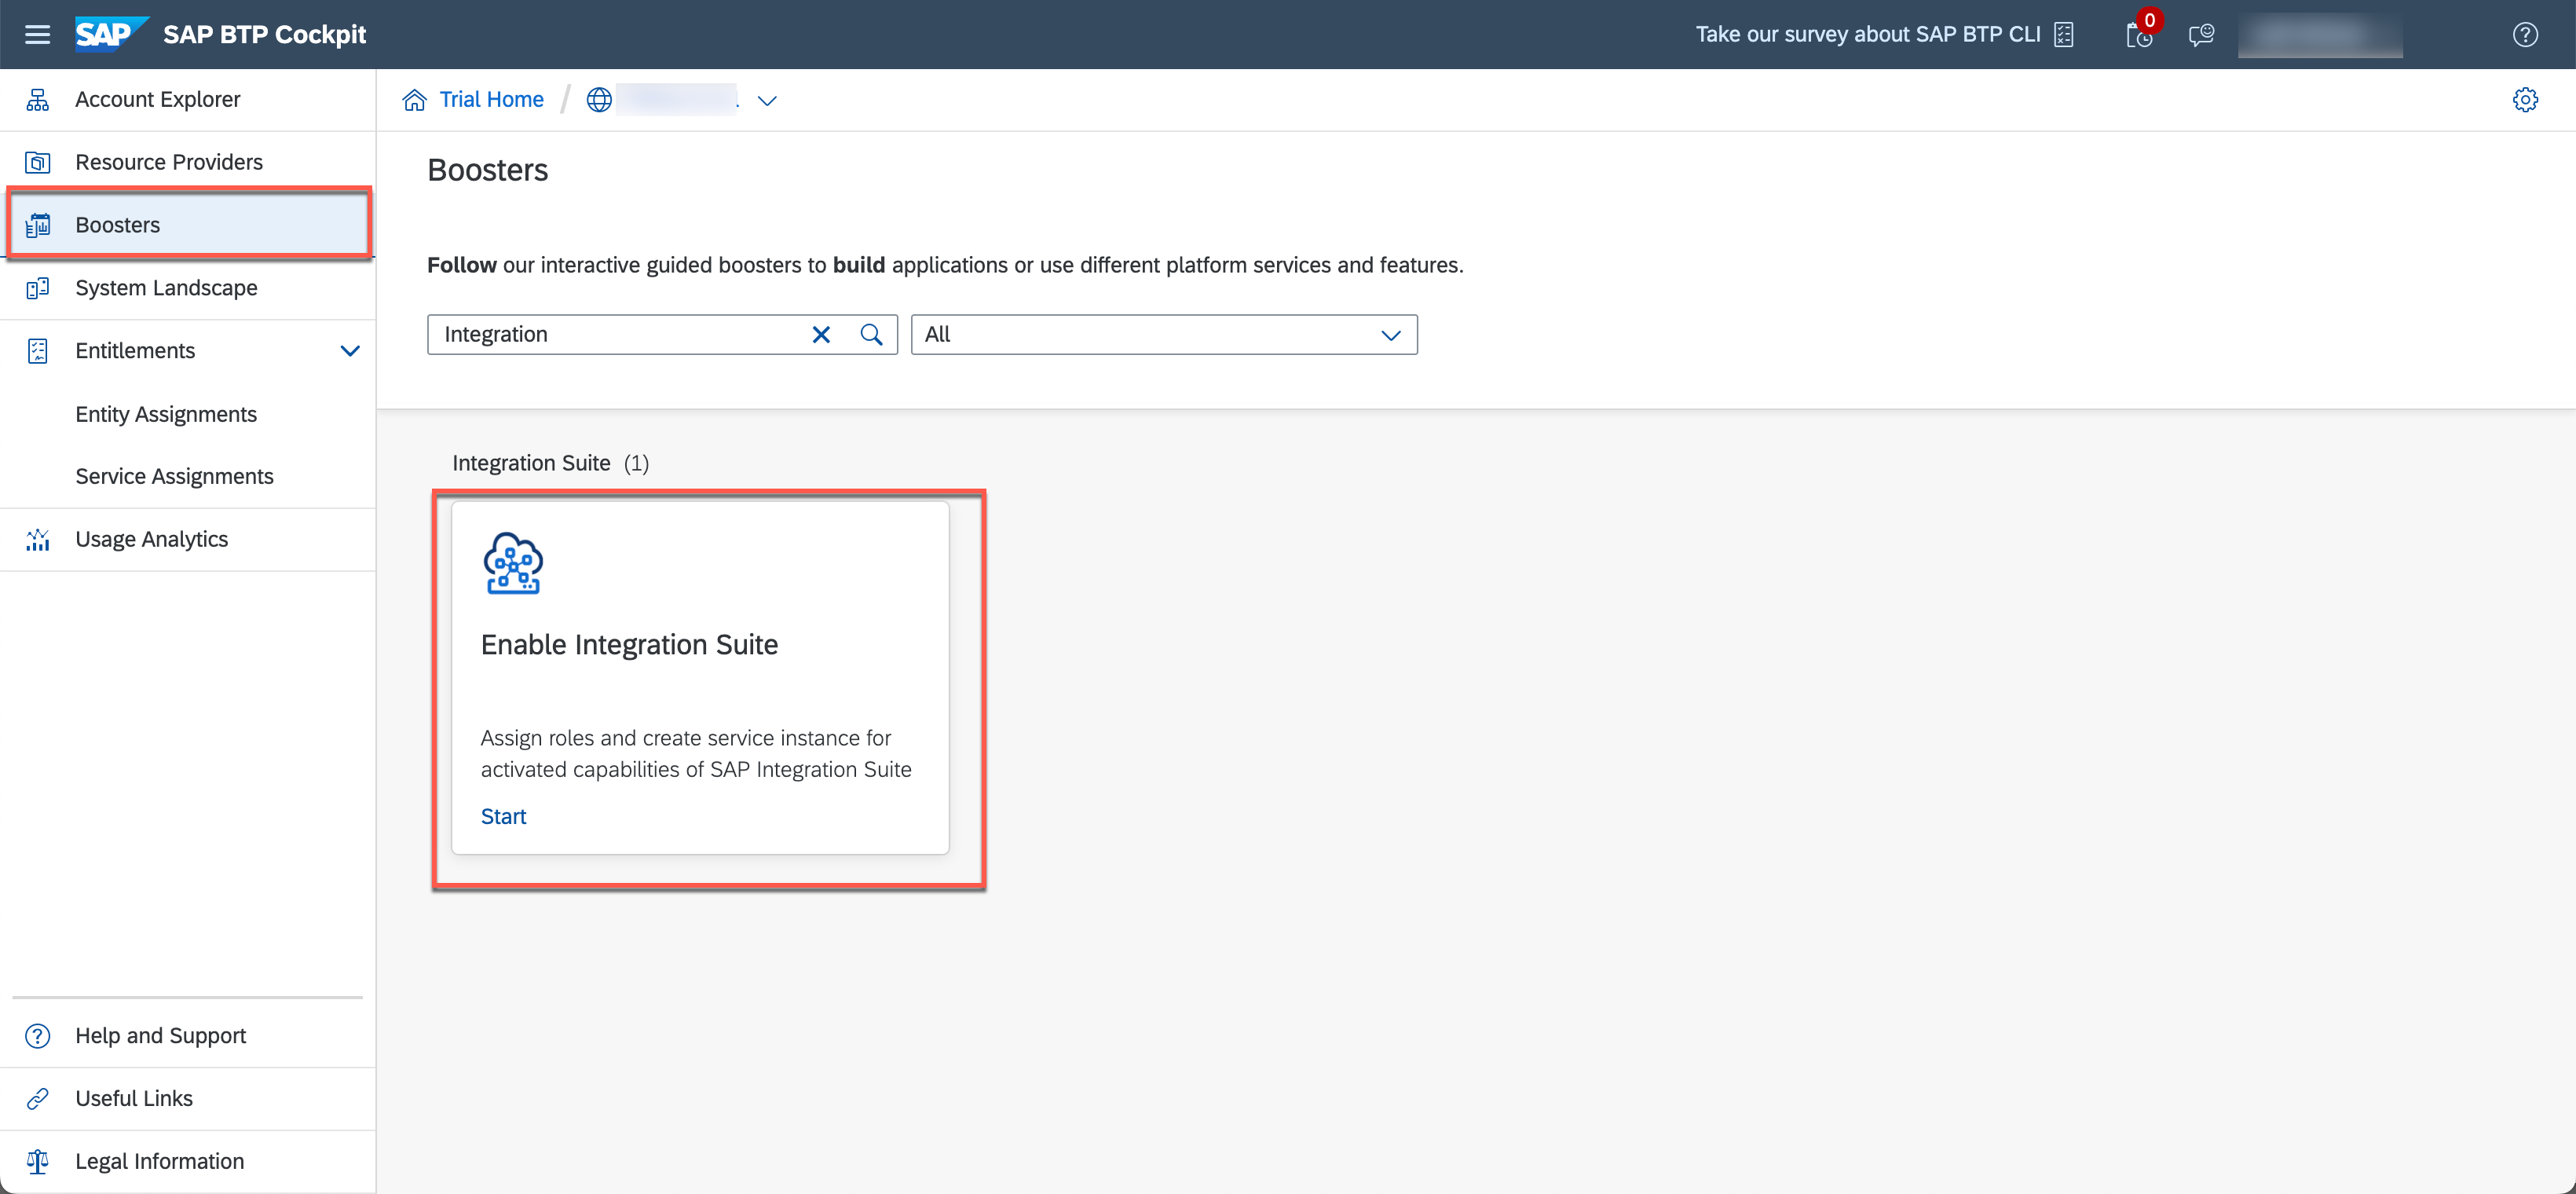 SAP SAP BTP Cockpit
Take our survey about SAP BTP CLI
0
Account Explorer
Resource Providers
Boosters
System Landscape
Entitlements
Entity Assignments
Service Assignments
Usage Analytics
Help and Support
Useful Links
Legal Information
Trial Home /
Boosters
Follow our interactive guided boosters to build applications or use different platform services and features.
Integration
All
Integration Suite (1)
Enable Integration Suite
Assign roles and create service instance for
activated capabilities of SAP Integration Suite
Start